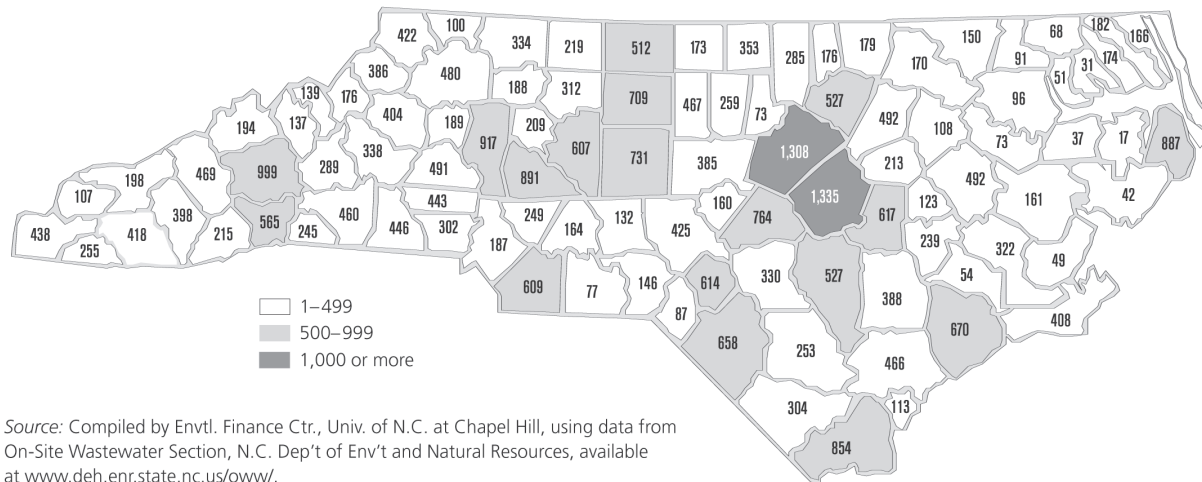 422 100 334 219 512 173 353 285 176 179 150 68 182 166
386 480 170 91 51 31 174
139 176 188 312 709 467 259 73 527 96
194 137 404 189 209 492 108
917 607 73 37 17 887
469 999 289 338 491 891 731 385 1,308 213 492
198 443 160 1,335 123 161 42
107 398 565 460 446 302 249 164 132 425 764 617
438 255 418 215 245 187 239 322 49
609 77 146 614 330 527 388 54
1–499 87 670 408
500–999 658 253 466
1,000 or more
304 113
854
Source: Compiled by Envtl. Finance Ctr., Univ. of N.C. at Chapel Hill, using data from
On-Site Wastewater Section, N.C. Dep’t of Env’t and Natural Resources, available
at www.deh.enr.state.nc.us/oww/.